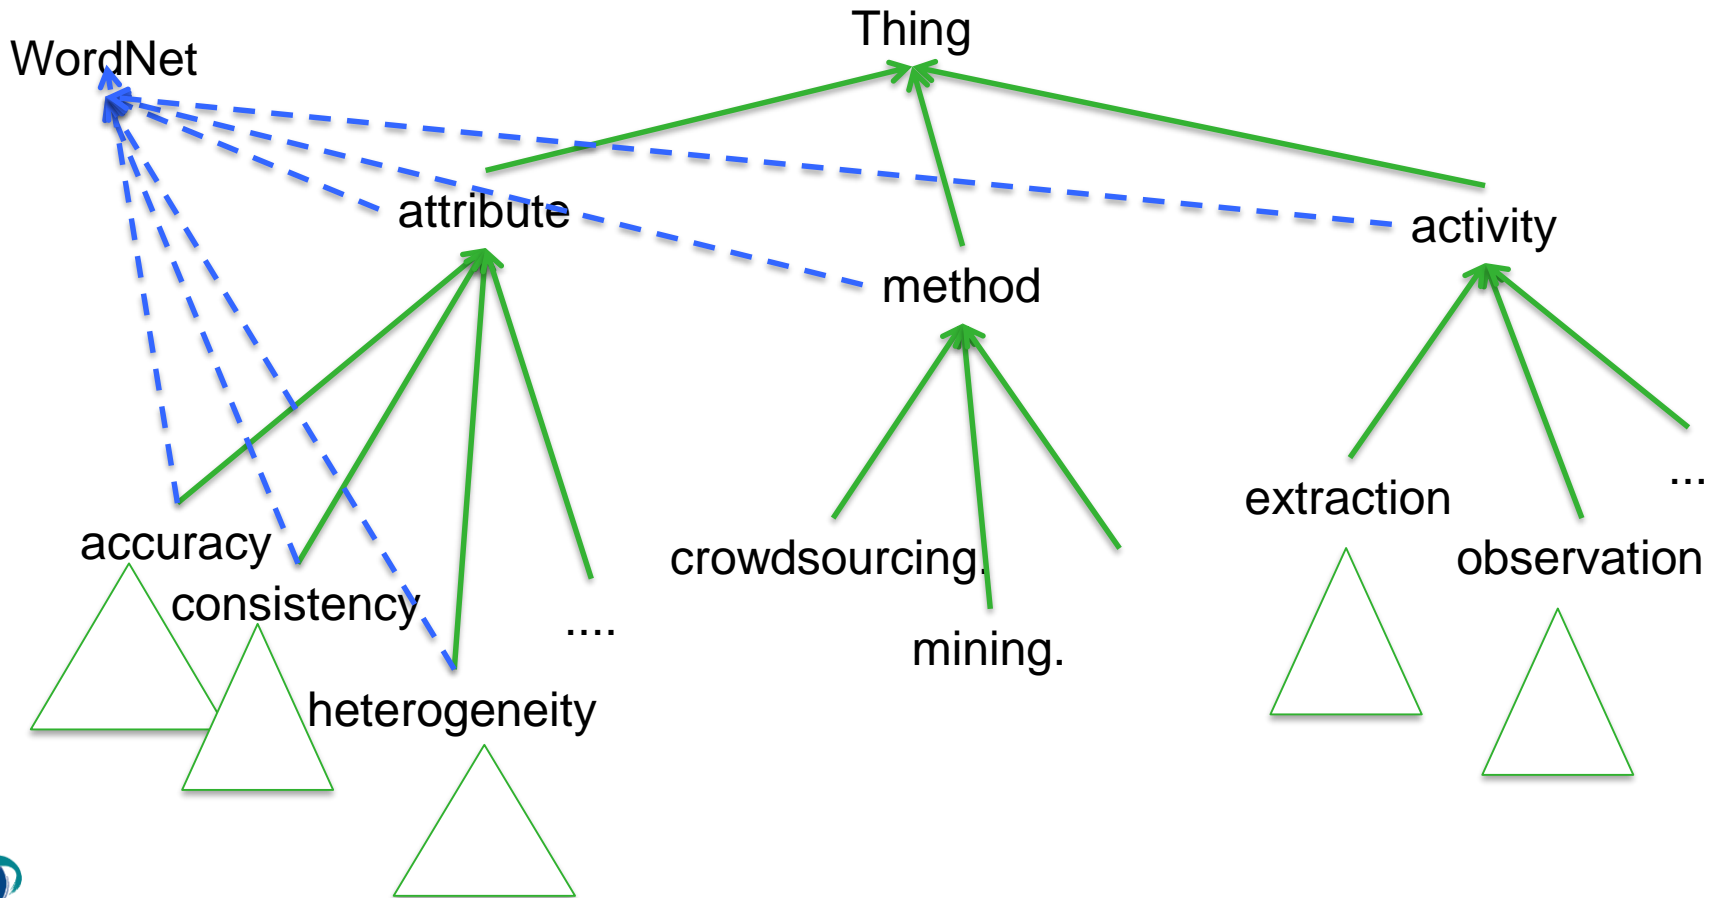 Thing
WordNet
attribute
activity
method
...
extraction
accuracy
crowdsourcing.
observation
consistency
....
mining.
heterogeneity